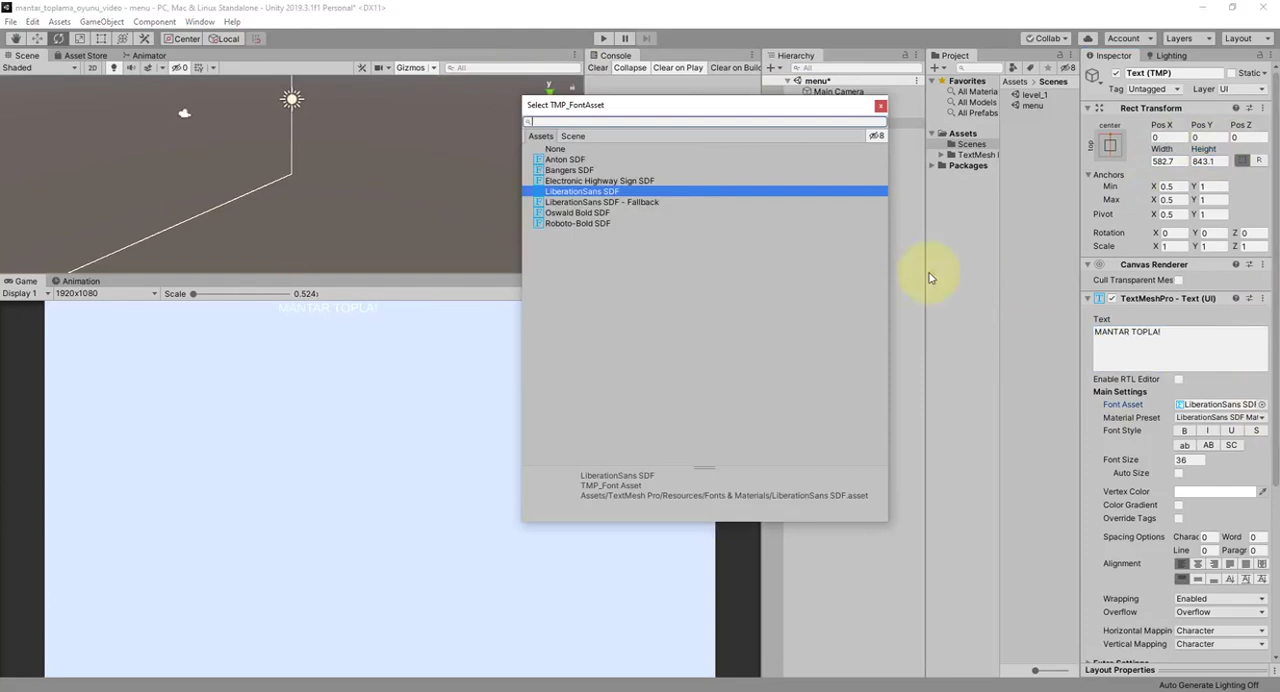 mantar_toplama_oyunu_video - menu - PC, Mac & Linux Standalone - Unity 2019.3.1f1 Personal* <DX11>
File Edit Assets GameObject Component Window Help
Center Local Collab Account Layers Layout
Scene Asset Store Animator
Shaded 2D 0 Gizmos All
Console
Clear Collapse Clear on Play Clear on Build
Hierarchy
All
menu*
Main Camera
Project
8
Favorites
All Materia
All Models
All Prefabs
Assets
Scenes
TextMesh
Packages
Assets > Scenes
level_1
menu
Select TMP_FontAsset
Assets Scene 8
None
Anton SDF
Bangers SDF
Electronic Highway Sign SDF
LiberationSans SDF
LiberationSans SDF - Fallback
Oswald Bold SDF
Roboto-Bold SDF
LiberationSans SDF
TMP_Font Asset
Assets/TextMesh Pro/Resources/Fonts & Materials/LiberationSans SDF.asset
Game Animation
Display 1 1920x1080 Scale 0.524
MANTAR TOPLA!
Inspector Lighting
Text (TMP) Static
Tag Untagged Layer UI
Rect Transform
center
top
Pos X Pos Y Pos Z
0 0 0
Width Height
582.7 843.1 R
Anchors
Min X 0.5 Y 1
Max X 0.5 Y 1
Pivot X 0.5 Y 1
Rotation X 0 Y 0 Z 0
Scale X 1 Y 1 Z 1
Canvas Renderer
Cull Transparent Mes
TextMeshPro - Text (UI)
Text
MANTAR TOPLA!
Enable RTL Editor
Main Settings
Font Asset LiberationSans SDF
Material Preset LiberationSans SDF Mat
Font Style B I U S
ab AB SC
Font Size 36
Auto Size
Vertex Color
Color Gradient
Override Tags
Spacing Options Charac 0 Word 0
Line 0 Paragr 0
Alignment
Wrapping Enabled
Overflow Overflow
Horizontal Mappin Character
Vertical Mapping Character
Layout Properties
Auto Generate Lighting Off